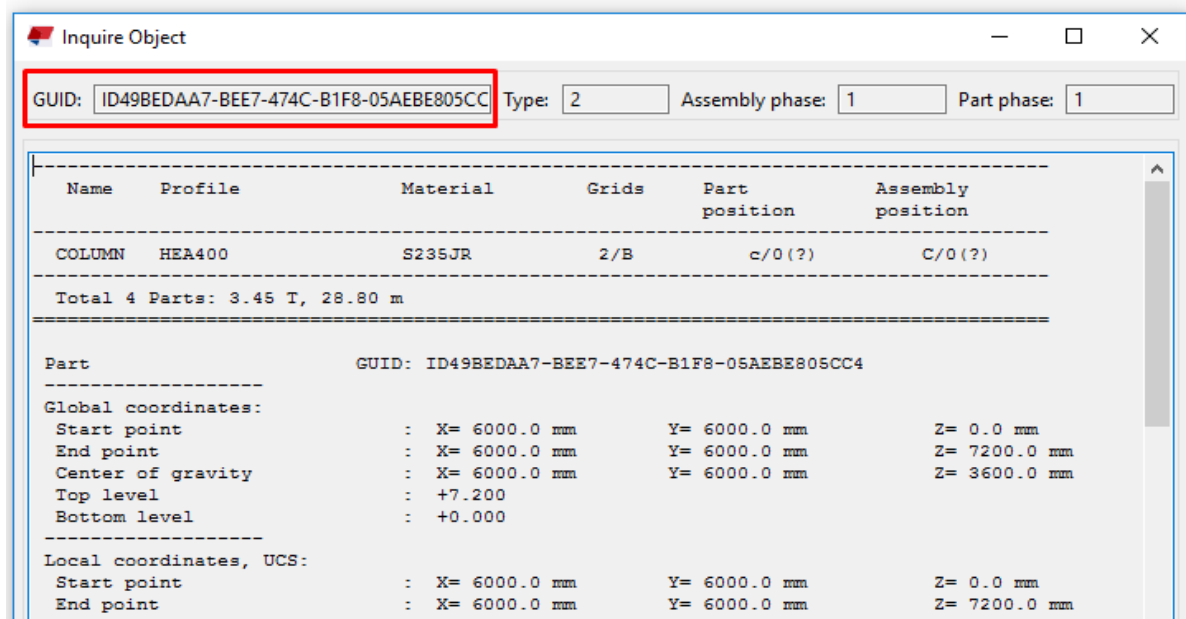 Inquire Object
GUID: ID49BEDAA7-BEE7-474C-B1F8-05AEBE805CC Type: 2 Assembly phase: 1 Part phase: 1
--------------------------------------------------------------------------------
Name Profile Material Grids Part Assembly
position position
--------------------------------------------------------------------------------
COLUMN HEA400 S235JR 2/B c/0(?) C/0(?)
--------------------------------------------------------------------------------
Total 4 Parts: 3.45 T, 28.80 m
================================================================================
Part GUID: ID49BEDAA7-BEE7-474C-B1F8-05AEBE805CC4
-------------------
Global coordinates:
Start point : X= 6000.0 mm Y= 6000.0 mm Z= 0.0 mm
End point : X= 6000.0 mm Y= 6000.0 mm Z= 7200.0 mm
Center of gravity : X= 6000.0 mm Y= 6000.0 mm Z= 3600.0 mm
Top level : +7.200
Bottom level : +0.000
-------------------
Local coordinates, UCS:
Start point : X= 6000.0 mm Y= 6000.0 mm Z= 0.0 mm
End point : X= 6000.0 mm Y= 6000.0 mm Z= 7200.0 mm